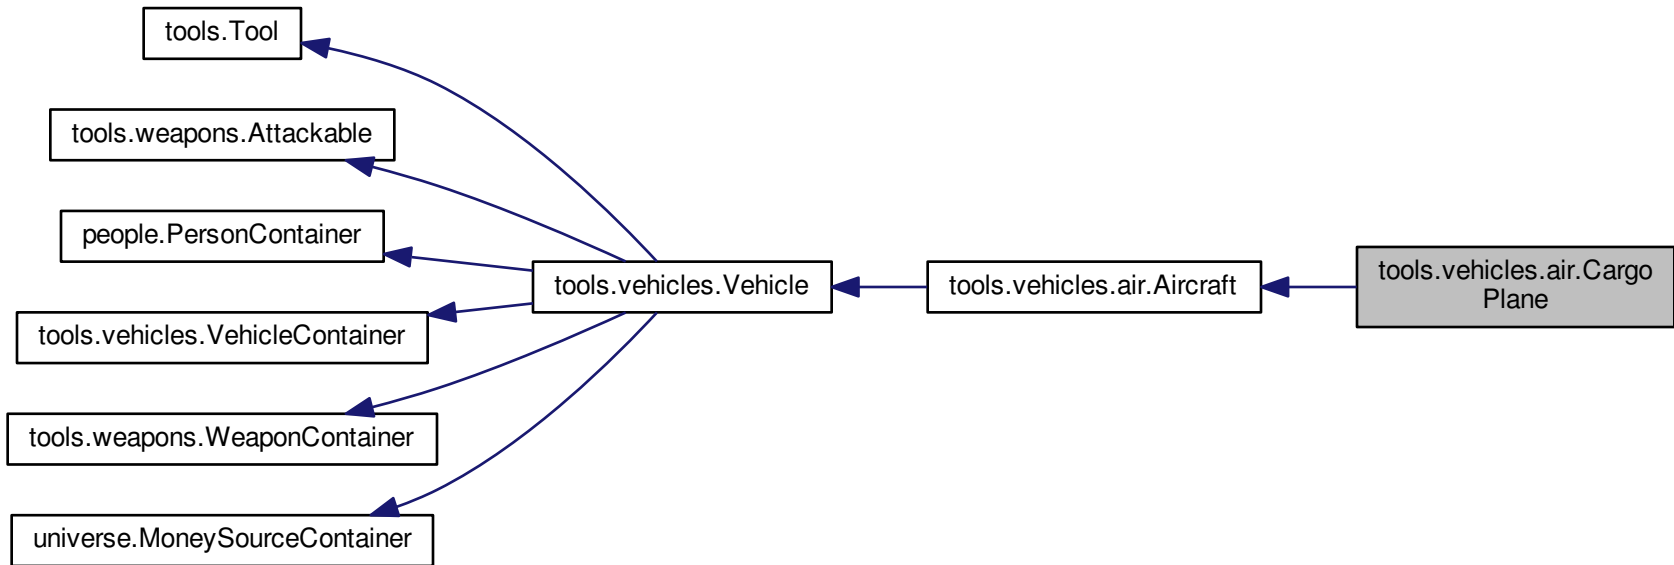 tools.Tool
tools.weapons.Attackable
people.PersonContainer
tools.vehicles.VehicleContainer
tools.weapons.WeaponContainer
universe.MoneySourceContainer
tools.vehicles.Vehicle
tools.vehicles.air.Aircraft
tools.vehicles.air.Cargo
Plane